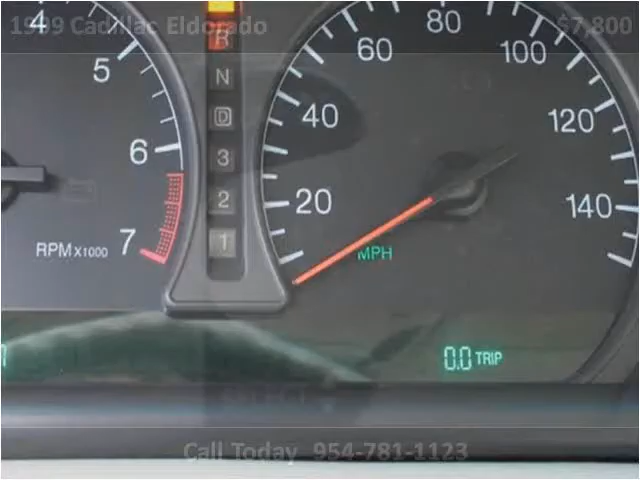 1999 Cadillac Eldorado
$7,800
4
5
6
7
RPM X1000
R
N
D
3
2
1
20
40
60
80
100
120
140
MPH
0.0 TRIP
Call Today 954-781-1123